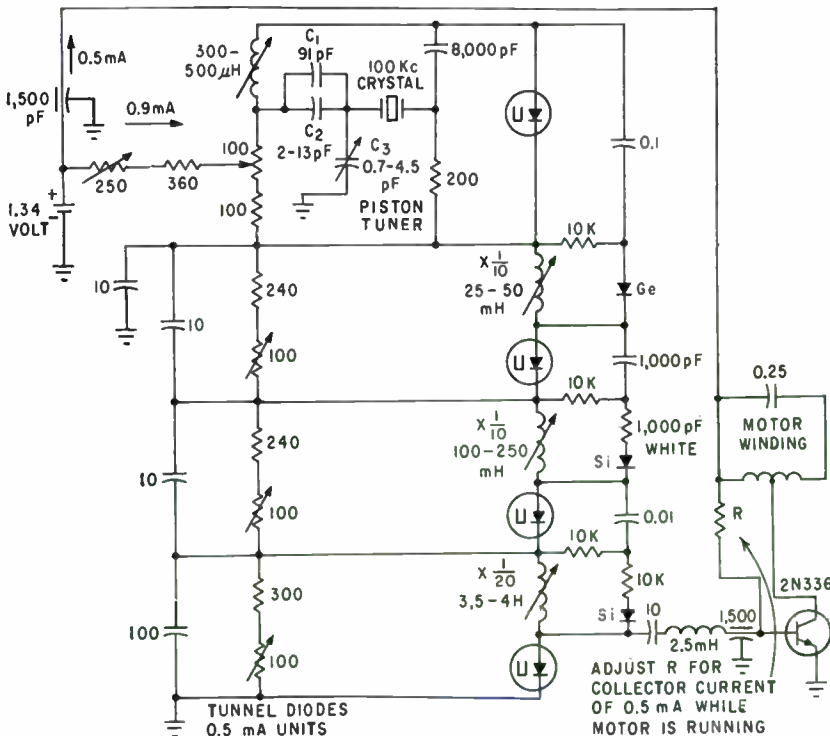 0.5mA
1,500
pF
0.9mA
250
360
+
1.34
VOLT
-
300-
500µH
C1
91pF
C2
2-13pF
100Kc
CRYSTAL
8,000pF
C3
0.7-4.5
pF
PISTON
TUNER
100
100
200
0.1
10K
10
10
240
100
X 1/10
25-50
mH
Ge
1,000pF
10K
10
240
100
X 1/10
100-250
mH
1,000pF
WHITE
Si
0.01
10K
100
300
100
X 1/20
3,5-4H
10K
Si
10
2.5mH
1,500
0.25
MOTOR
WINDING
R
2N336
TUNNEL DIODES
0.5 mA UNITS
ADJUST R FOR
COLLECTOR CURRENT
OF 0.5 mA WHILE
MOTOR IS RUNNING